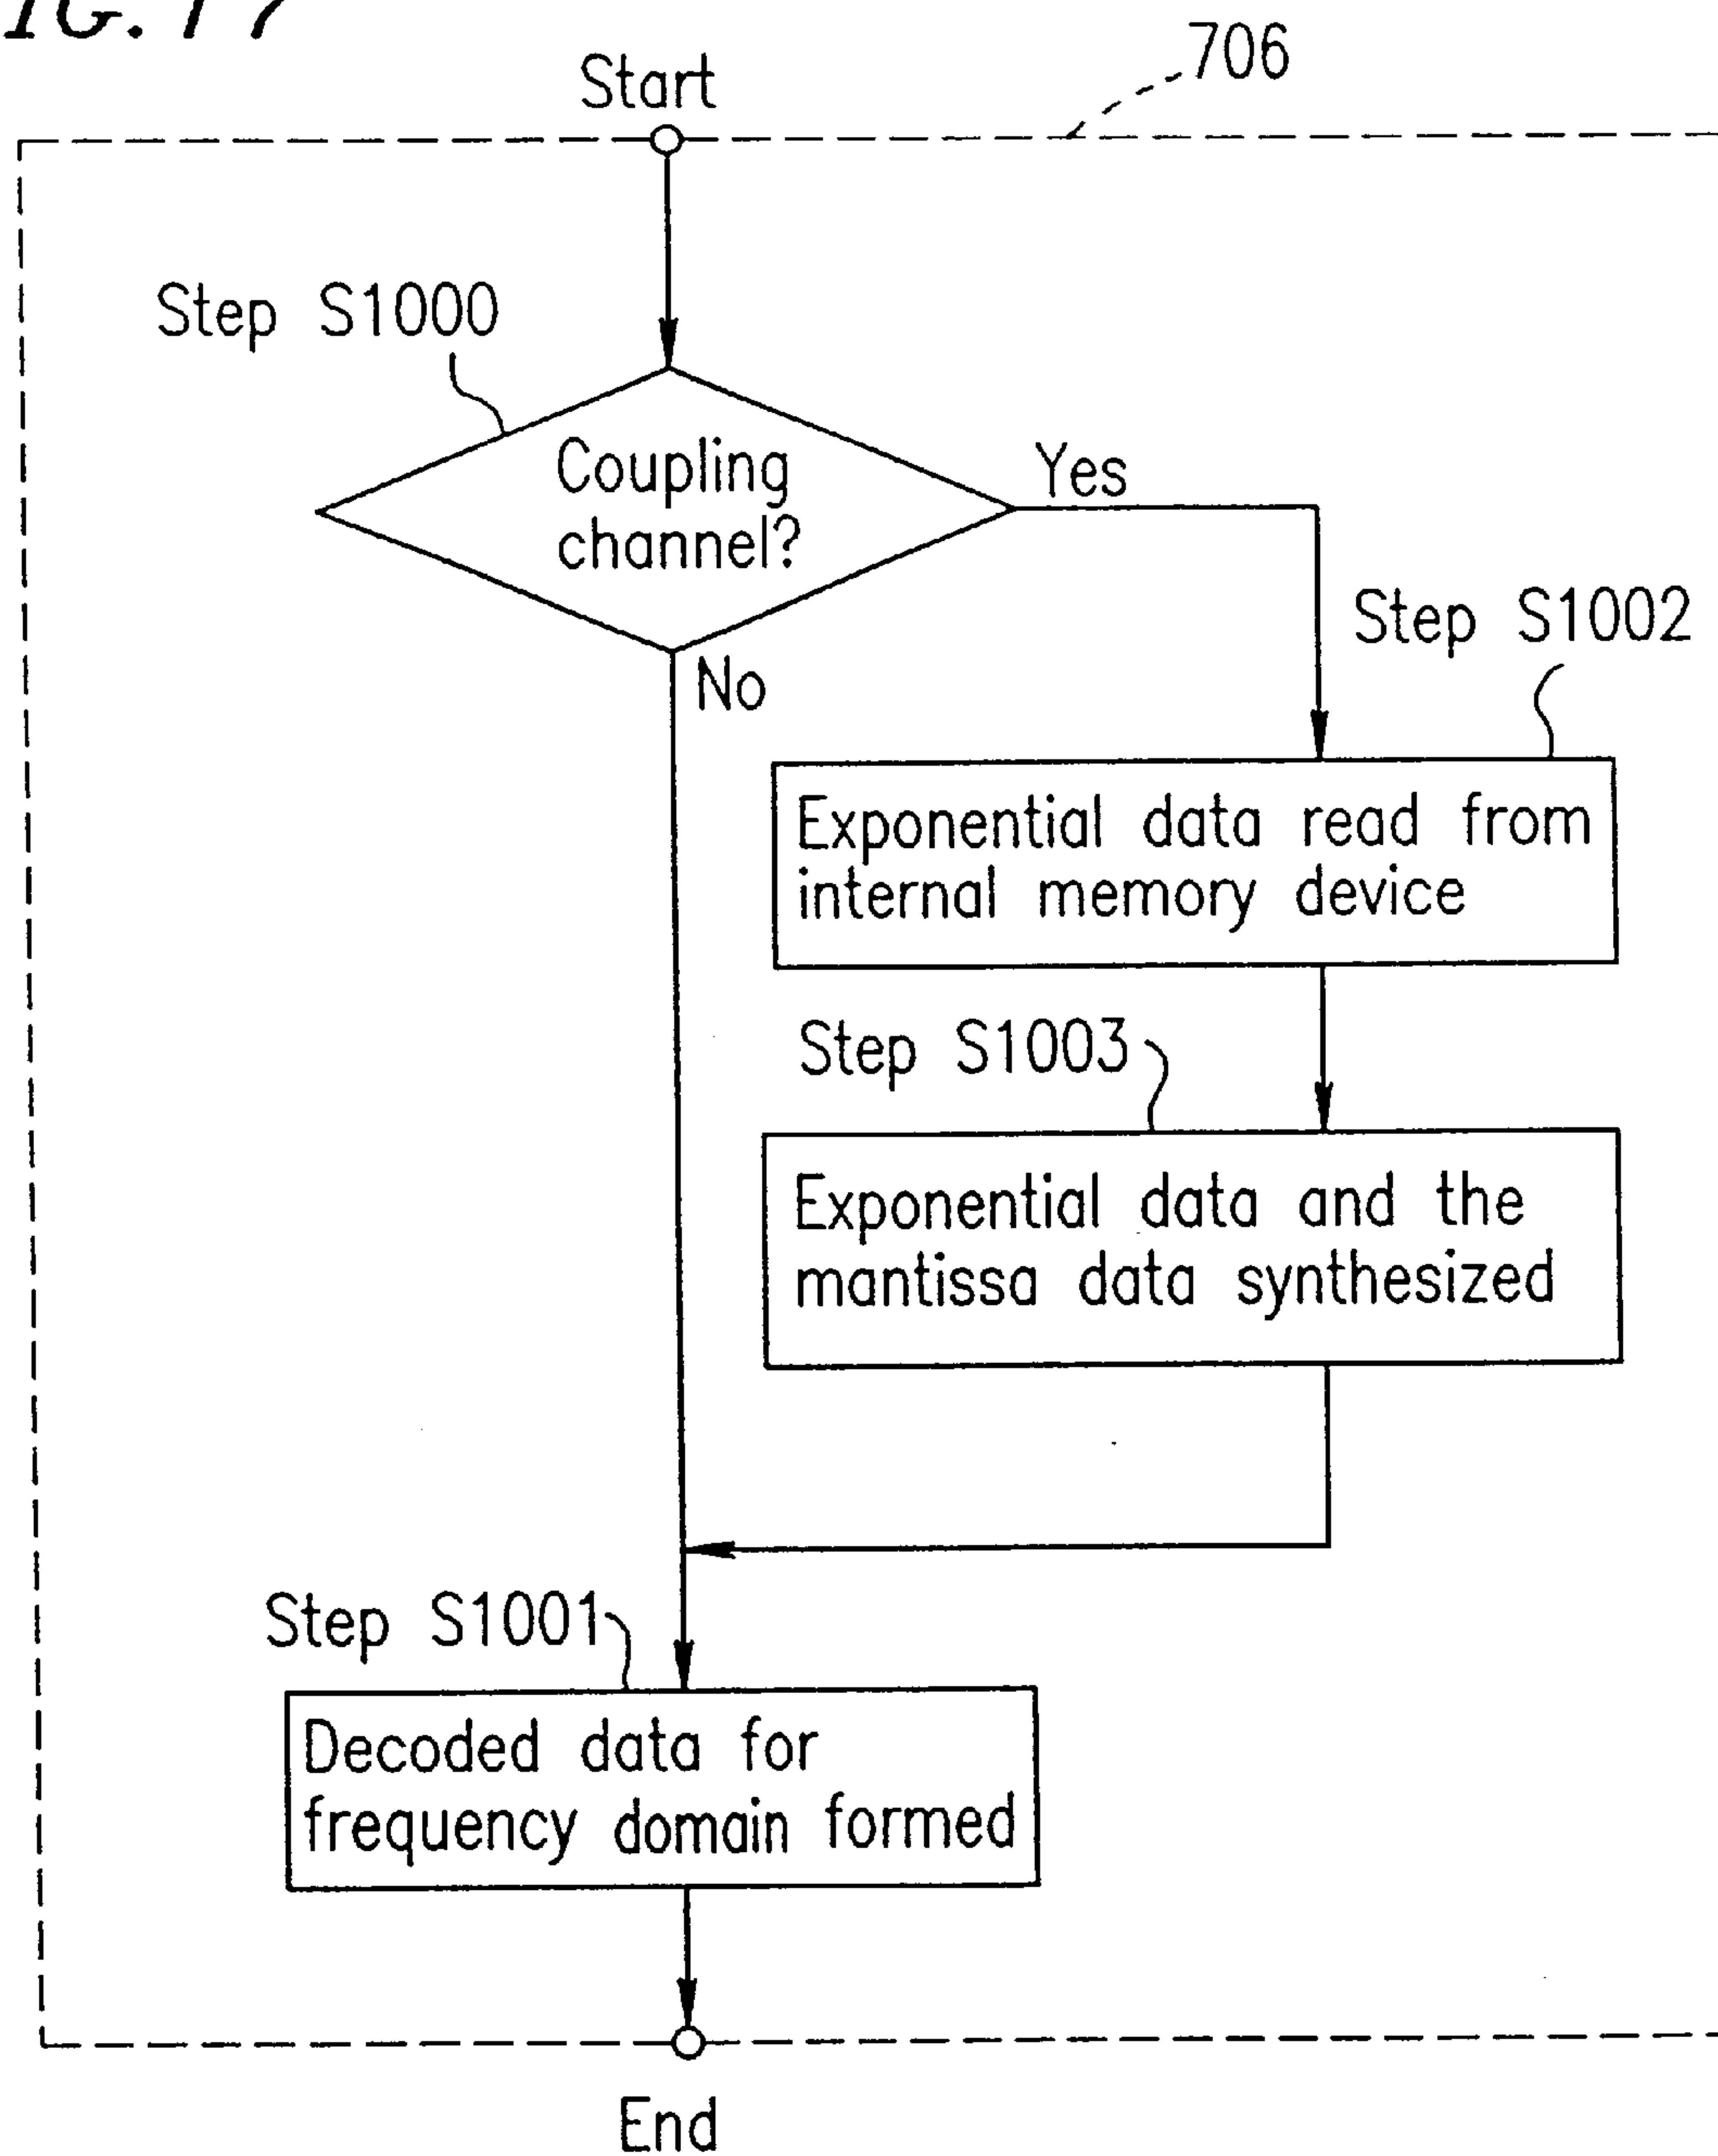 IG. 17
706
Start
Step S1000
Coupling
channel?
Yes
No
Step S1002
Exponential data read from
internal memory device
Step S1003
Exponential data and the
mantissa data synthesized
Step S1001
Decoded data for
frequency domain formed
End